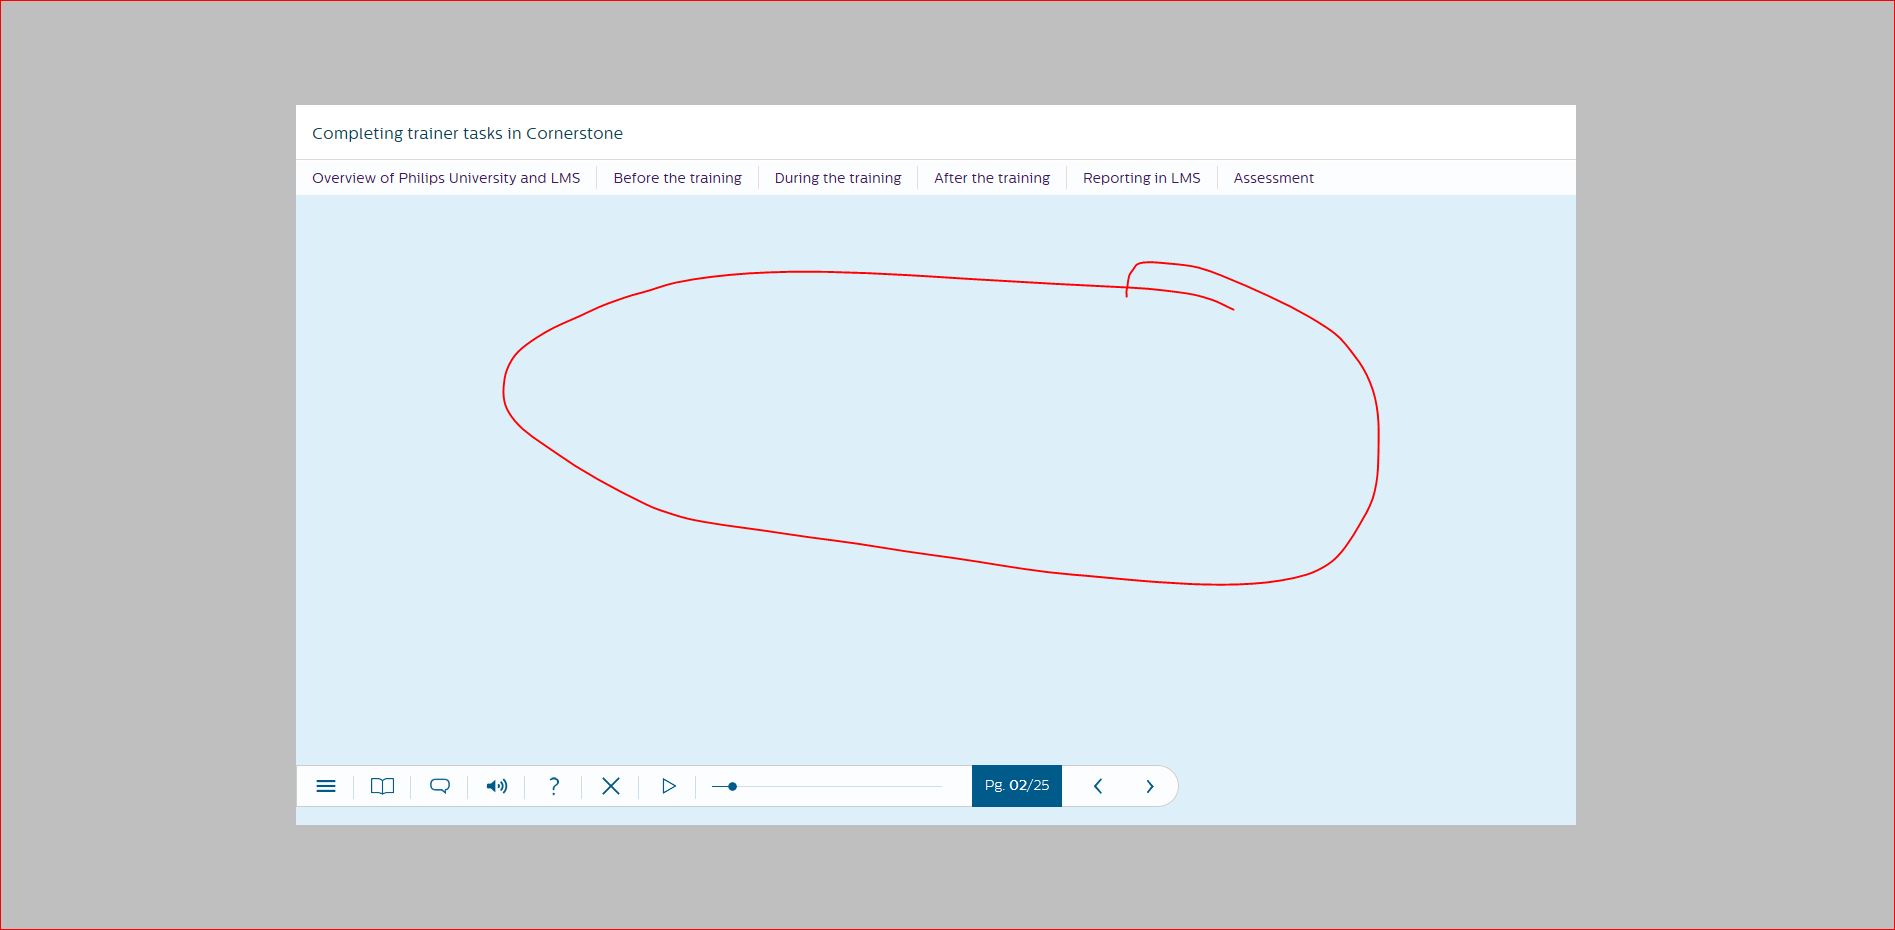 Completing trainer tasks in Cornerstone
Overview of Philips University and LMS Before the training During the training After the training Reporting in LMS Assessment
? Pg. 02/25